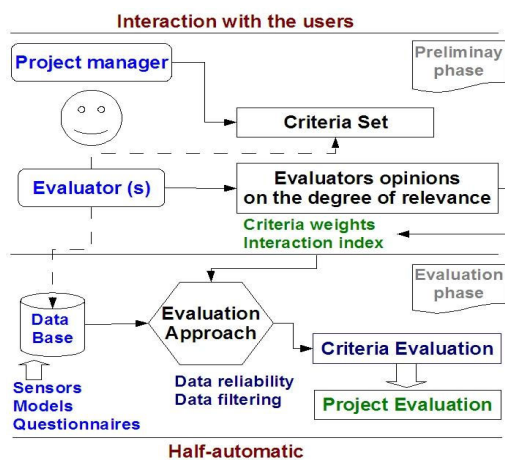 Interaction with the users
Project manager
Preliminay
phase
Criteria Set
Evaluator (s)
Evaluators opinions
on the degree of relevance
Criteria weights
Interaction index
Evaluation
phase
Data
Base
Evaluation
Approach
Criteria Evaluation
Sensors
Models
Questionnaires
Data reliability
Data filtering
Project Evaluation
Half-automatic